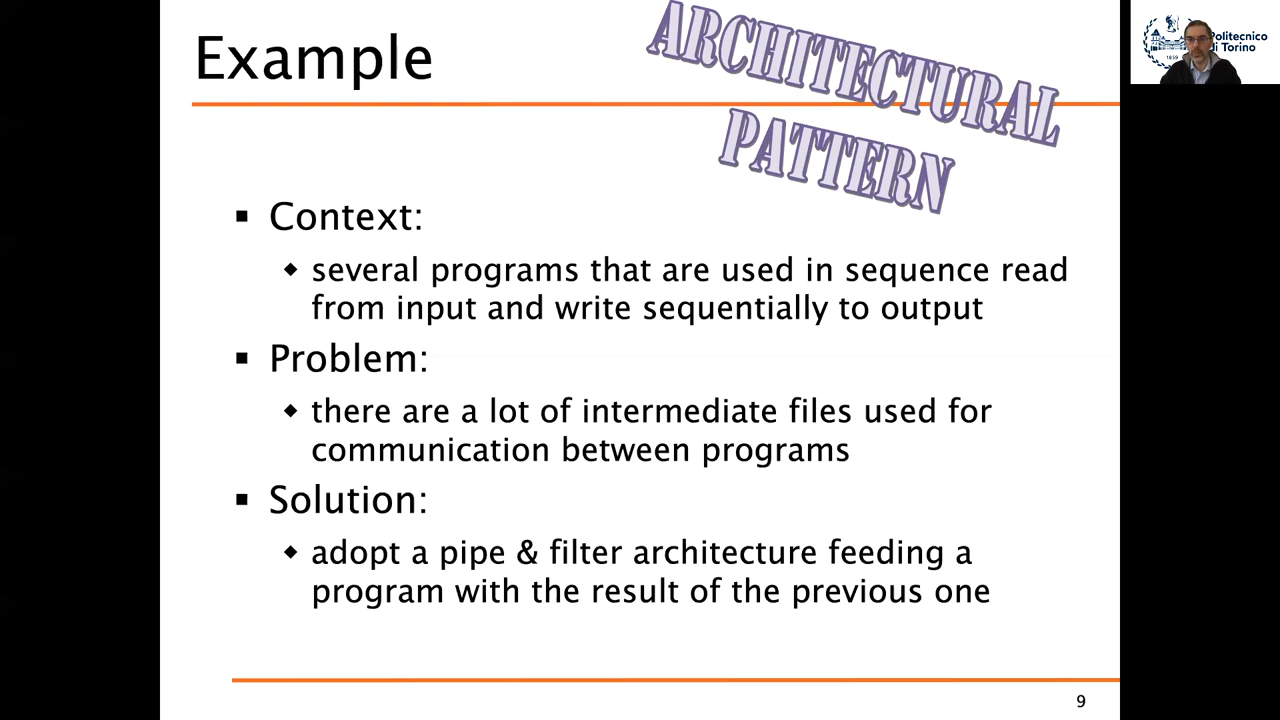 Example
ARCHITECTURAL
PATTERN
Politecnico
di Torino
1859
▪ Context:
◆ several programs that are used in sequence read
from input and write sequentially to output
▪ Problem:
◆ there are a lot of intermediate files used for
communication between programs
▪ Solution:
◆ adopt a pipe & filter architecture feeding a
program with the result of the previous one
9